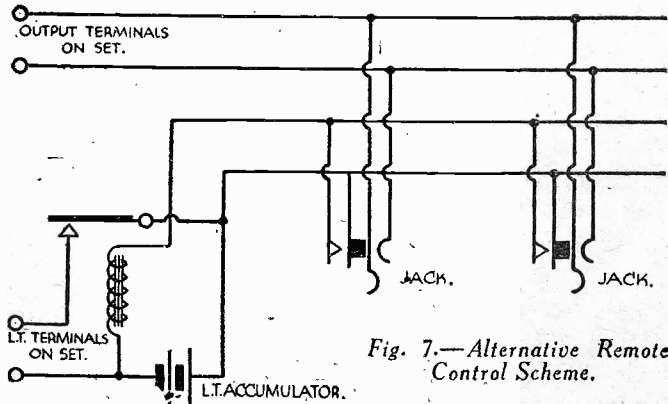 OUTPUT TERMINALS
ON SET.
JACK.
JACK.
L.T. TERMINALS
ON SET.
L.T. ACCUMULATOR.
Fig. 7.—Alternative Remote
Control Scheme.